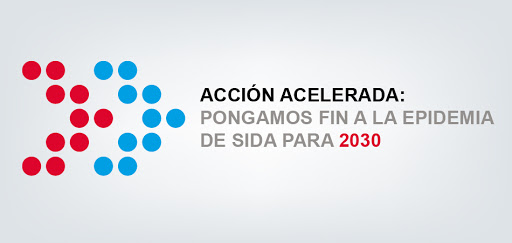 ACCIÓN ACELERADA:
PONGAMOS FIN A LA EPIDEMIA
DE SIDA PARA 2030